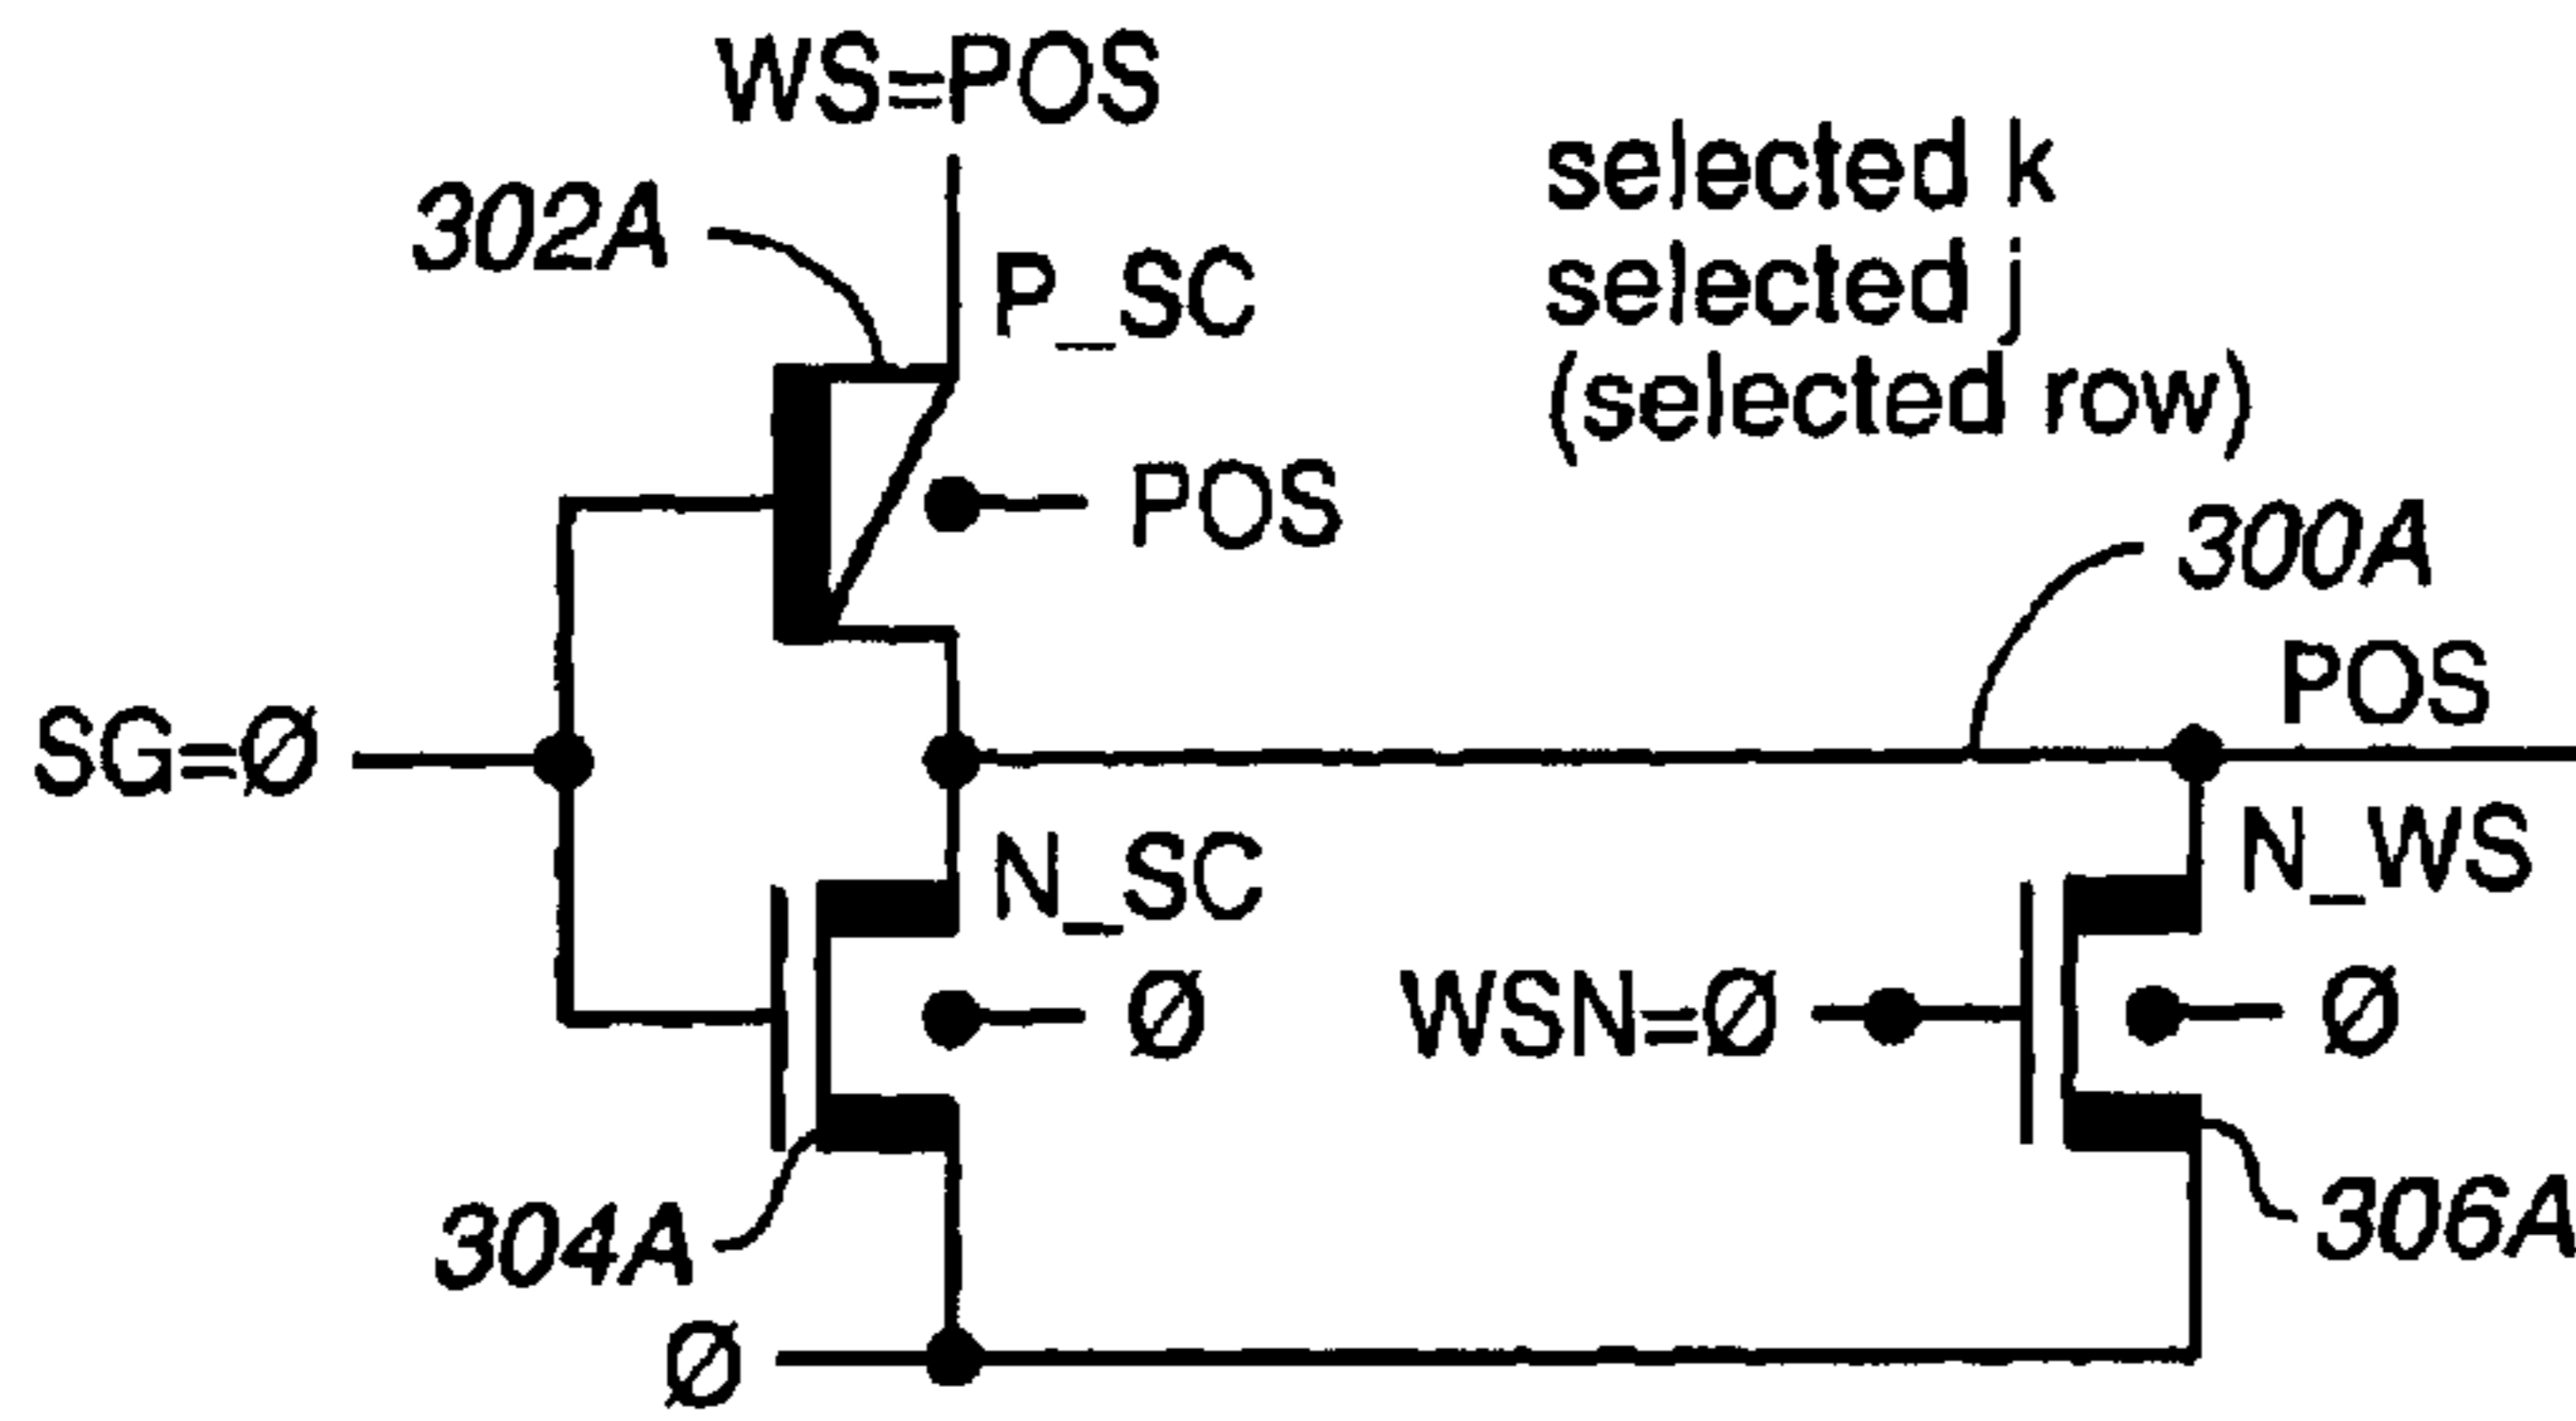 WS=POS
302A
P_SC
selected k
selected j
(selected row)
POS
300A
POS
SG=Ø
N_SC
N_WS
Ø
WSN=Ø
Ø
304A
306A
Ø